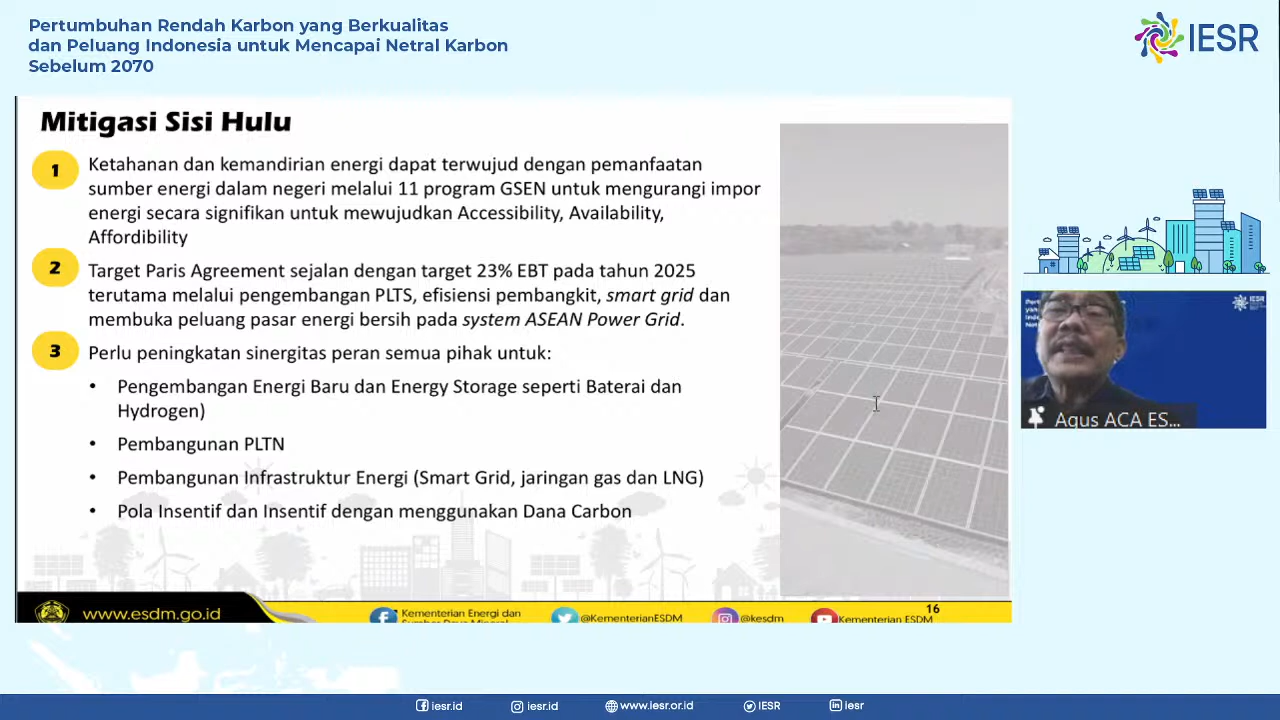 Pertumbuhan Rendah Karbon yang Berkualitas
dan Peluang Indonesia untuk Mencapai Netral Karbon
Sebelum 2070
IESR
Mitigasi Sisi Hulu
1
Ketahanan dan kemandirian energi dapat terwujud dengan pemanfaatan
sumber energi dalam negeri melalui 11 program GSEN untuk mengurangi impor
energi secara signifikan untuk mewujudkan Accessibility, Availability,
Affordibility
2
Target Paris Agreement sejalan dengan target 23% EBT pada tahun 2025
terutama melalui pengembangan PLTS, efisiensi pembangkit, smart grid dan
membuka peluang pasar energi bersih pada system ASEAN Power Grid.
3
Perlu peningkatan sinergitas peran semua pihak untuk:
• Pengembangan Energi Baru dan Energy Storage seperti Baterai dan
Hydrogen)
• Pembangunan PLTN
• Pembangunan Infrastruktur Energi (Smart Grid, jaringan gas dan LNG)
• Pola Insentif dan Insentif dengan menggunakan Dana Carbon
IESR
Agus ACA ES...
16
www.esdm.go.id
Kementerian Energi dan
Sumber Daya Mineral
@KementerianESDM
@kesdm
Kementerian ESDM
iesr.id
iesr.id
www.iesr.or.id
IESR
iesr